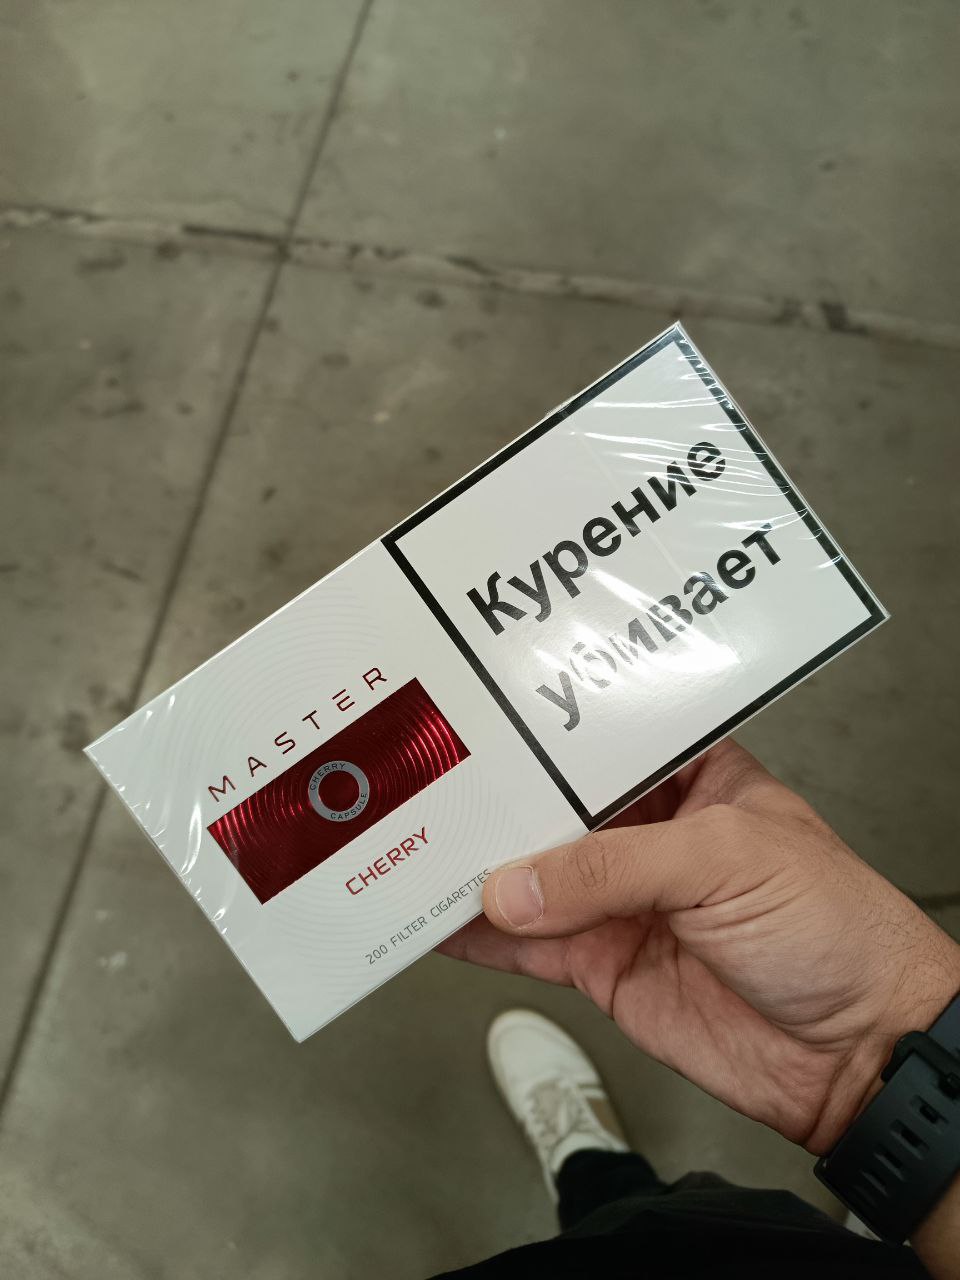 MASTER
CHERRY
CAPSULE
CHERRY
200 FILTER CIGARETTES
Курение
убивает